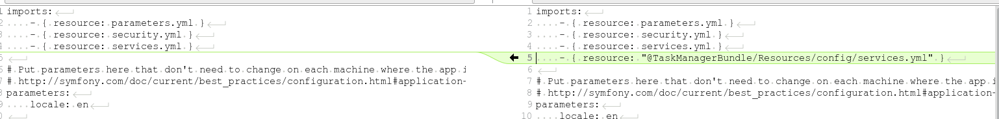 1 imports:
2 - { resource: parameters.yml }
3 - { resource: security.yml }
4 - { resource: services.yml }
5
6 # Put parameters here that don't need to change on each machine where the app i
7 # http://symfony.com/doc/current/best_practices/configuration.html#application-
8 parameters:
9 locale: en
0
1 imports:
2 - { resource: parameters.yml }
3 - { resource: security.yml }
4 - { resource: services.yml }
5 - { resource: "@TaskManagerBundle/Resources/config/services.yml" }
6
7 # Put parameters here that don't need to change on each machine where the app i
8 # http://symfony.com/doc/current/best_practices/configuration.html#application-
9 parameters:
10 locale: en